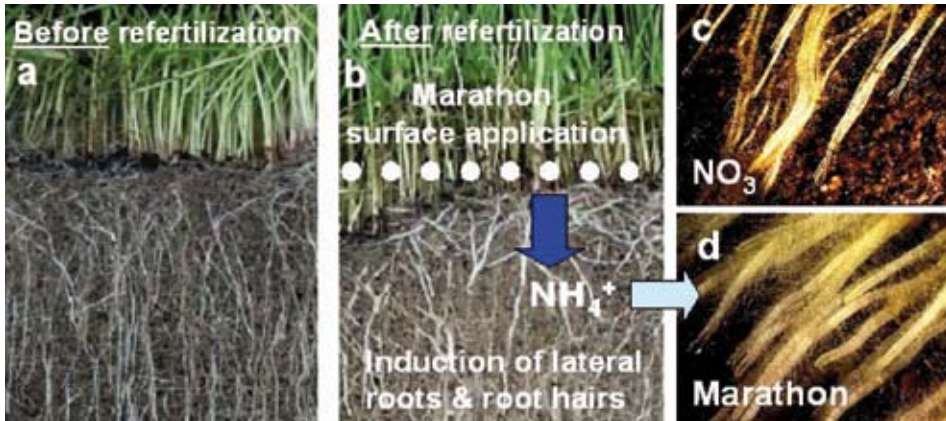 Before refertilization
a
After refertilization
b
Marathon
surface application
NH₄⁺
Induction of lateral
roots & root hairs
c
NO₃
d
Marathon